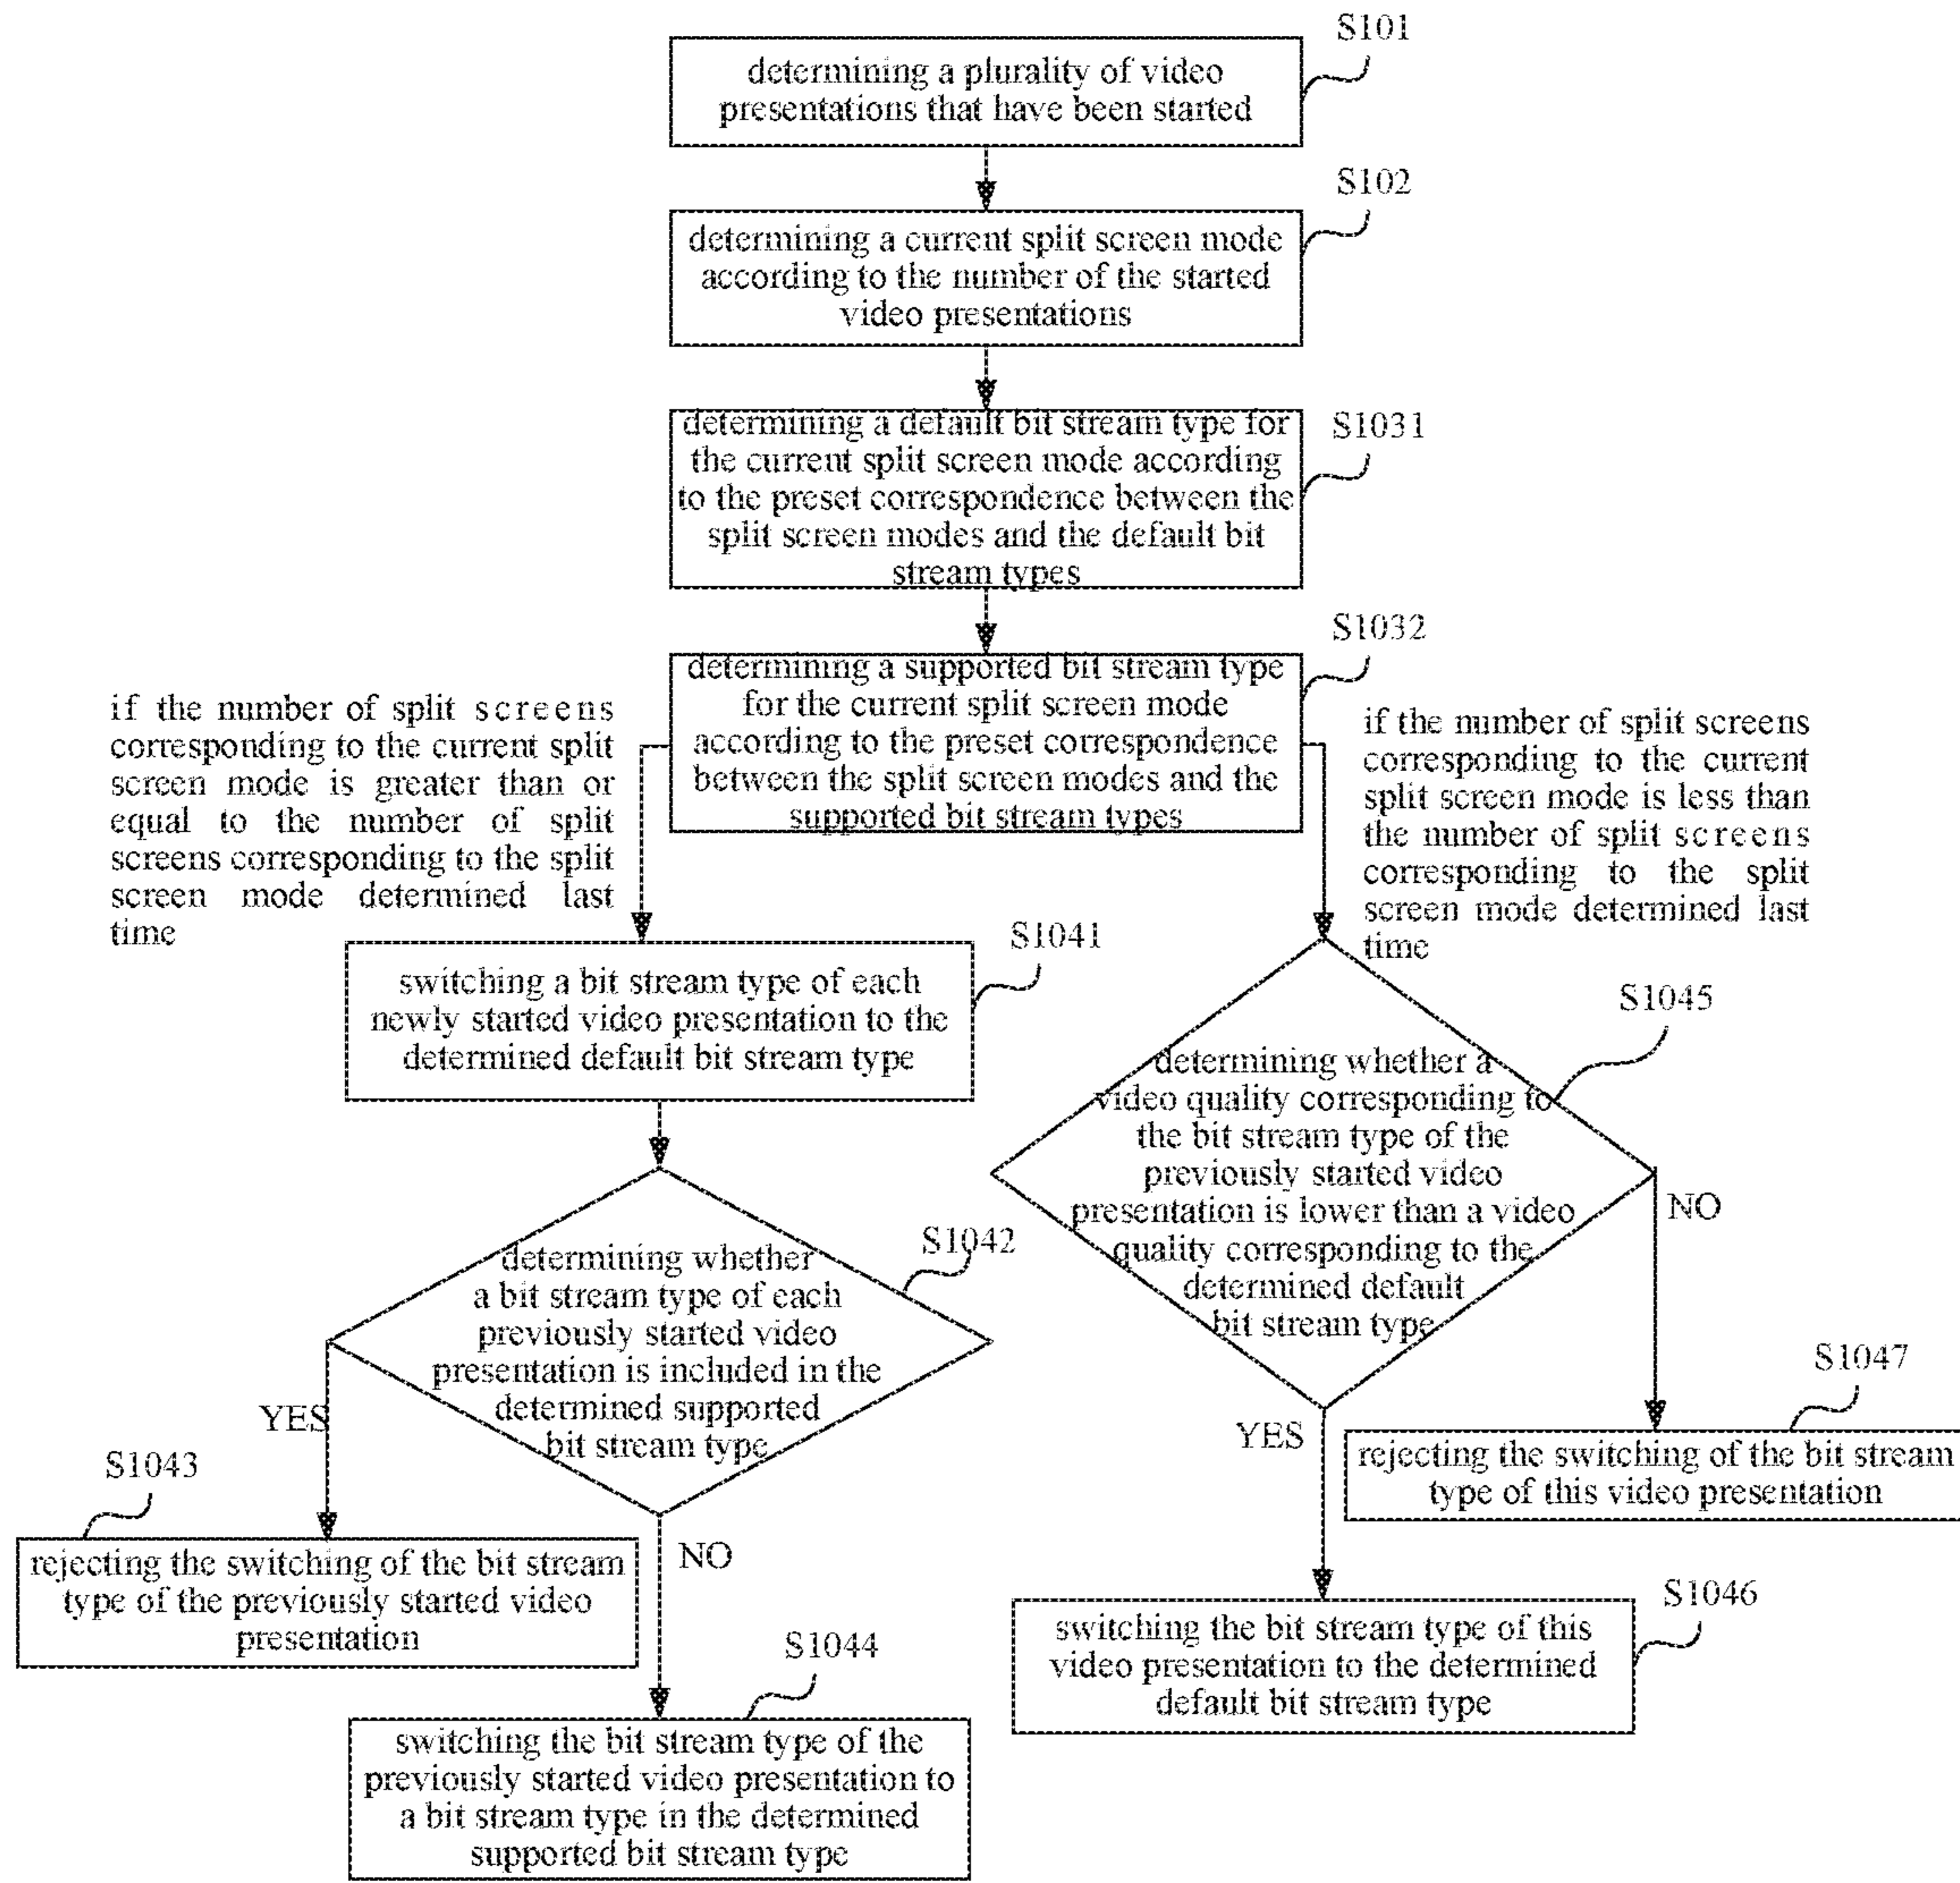 S101
determining a plurality of video
presentations that have been started
S102
determining a current split screen mode
according to the number of the started
video presentations
S1031
determining a default bit stream type for
the current split screen mode according
to the preset correspondence between the
split screen modes and the default bit
stream types
S1032
determining a supported bit stream type
for the current split screen mode
according to the preset correspondence
between the split screen modes and the
supported bit stream types
if the number of split screens
corresponding to the current split
screen mode is greater than or
equal to the number of split
screens corresponding to the split
screen mode determined last
time
if the number of split screens
corresponding to the current
split screen mode is less than
the number of split screens
corresponding to the split
screen mode determined last
time
S1041
switching a bit stream type of each
newly started video presentation to the
determined default bit stream type
S1045
determining whether a
video quality corresponding to
the bit stream type of the
previously started video
presentation is lower than a video
quality corresponding to the
determined default
bit stream type
S1042
determining whether
a bit stream type of each
previously started video
presentation is included in the
determined supported
bit stream type
YES
NO
YES
NO
S1043
rejecting the switching of the bit stream
type of the previously started video
presentation
S1044
switching the bit stream type of the
previously started video presentation to
a bit stream type in the determined
supported bit stream type
S1047
rejecting the switching of the bit stream
type of this video presentation
S1046
switching the bit stream type of this
video presentation to the determined
default bit stream type